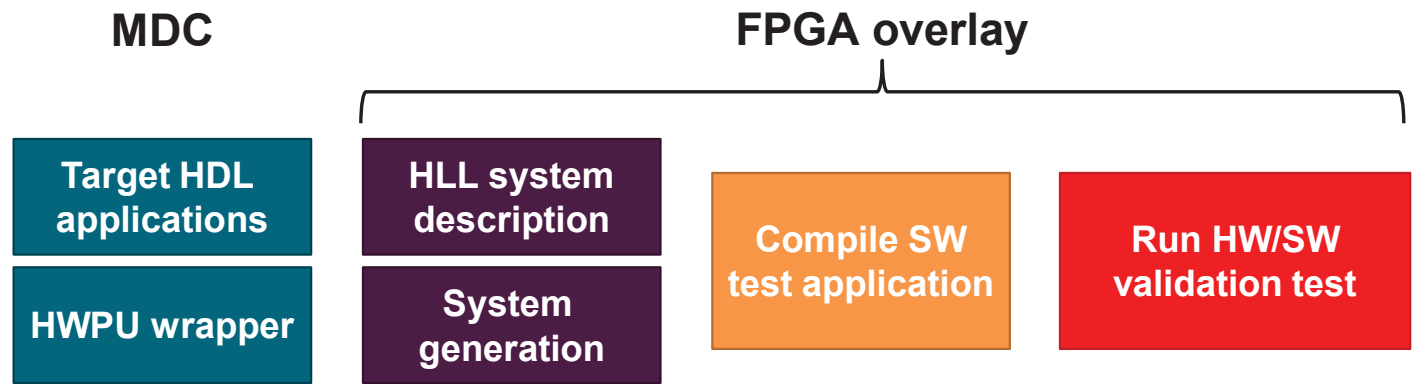 MDC
FPGA overlay
Target HDL
applications
HWPU wrapper
HLL system
description
System
generation
Compile SW
test application
Run HW/SW
validation test